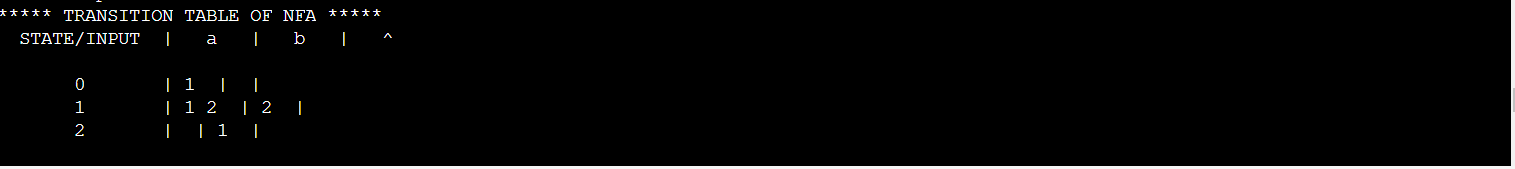 ***** TRANSITION TABLE OF NFA *****
STATE/INPUT | a | b | ^
0 | 1 | |
1 | 1 2 | 2 |
2 | | 1 |